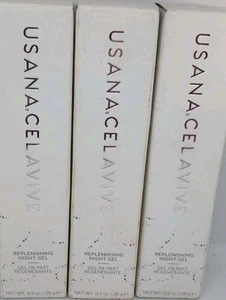 USANA CELAVIVE
REPLENISHING
NIGHT GEL
GEL DE NUIT
RÉGÉNÉRANTE
USANA CELAVIVE
REPLENISHING
NIGHT GEL
GEL DE NUIT
RÉGÉNÉRANTE
USANA CELAVIVE
REPLENISHING
NIGHT GEL
GEL DE NUIT
RÉGÉNÉRANTE